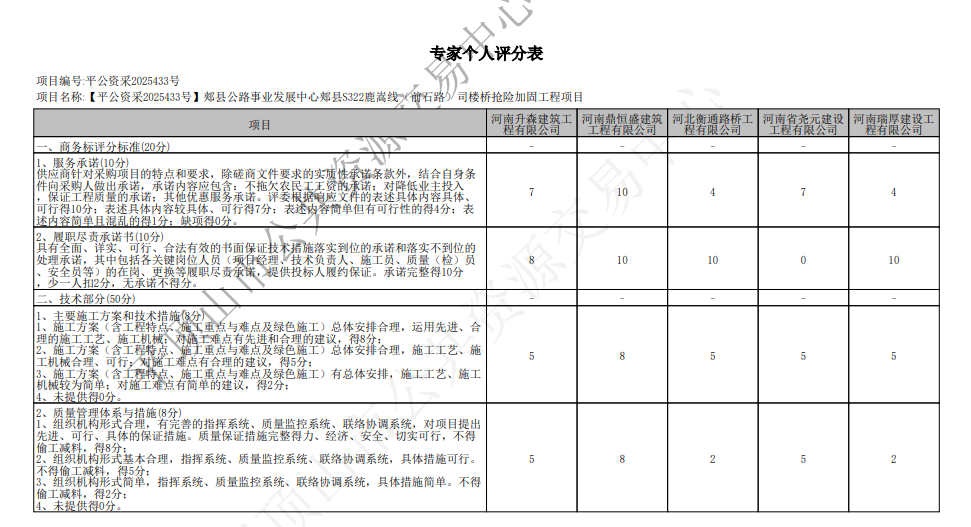 专家个人评分表
项目编号:平公资采2025433号
项目名称:【平公资采2025433号】郏县公路事业发展中心郏县S322鹿嵩线（前石路）司楼桥抢险加固工程项目
项目
河南升森建筑工
程有限公司
河南鼎恒盛建筑
工程有限公司
河北衡通路桥工
程有限公司
河南省尧元建设
工程有限公司
河南瑞厚建设工
程有限公司
一、商务标评分标准(20分)
- - - - -
1、服务承诺(10分)
供应商针对采购项目的特点和要求，除磋商文件要求的实质性承诺条款外，结合自身条
件向采购人做出承诺，承诺内容应包含：不拖欠农民工工资的承诺；对降低业主投入
，保证工程质量的承诺；其他优惠服务承诺。评委根据响应文件的表述具体内容具体、
可行得10分；表述具体内容较具体、可行得7分；表述内容简单但有可行性的得4分；表
述内容简单且混乱的得1分；缺项得0分。
7 10 4 7 4
2、履职尽责承诺书(10分)
具有全面、详实、可行、合法有效的书面保证技术措施落实到位的承诺和落实不到位的
处理承诺，其中包括各关键岗位人员（项目经理、技术负责人、施工员、质量（检）员
、安全员等）的在岗、更换等履职尽责承诺，提供投标人履约保证。承诺完整得10分
，少一人扣2分，无承诺不得分。
8 10 10 0 10
二、技术部分(50分)
- - - - -
1、主要施工方案和技术措施(8分)
1、施工方案（含工程特点、施工重点与难点及绿色施工）总体安排合理，运用先进、合
理的施工工艺、施工机械；对施工难点有先进和合理的建议，得8分；
2、施工方案（含工程特点、施工重点与难点及绿色施工）总体安排合理，施工工艺、施
工机械合理、可行；对施工难点有合理的建议，得5分；
3、施工方案（含工程特点、施工重点与难点及绿色施工）有总体安排，施工工艺、施工
机械较为简单；对施工难点有简单的建议，得2分；
4、未提供得0分。
5 8 5 5 5
2、质量管理体系与措施(8分)
1、组织机构形式合理，有完善的指挥系统、质量监控系统、联络协调系统，对项目提出
先进、可行、具体的保证措施。质量保证措施完整得力、经济、安全、切实可行，不得
偷工减料，得8分；
2、组织机构形式基本合理，指挥系统、质量监控系统、联络协调系统，具体措施可行。
不得偷工减料，得5分；
3、组织机构形式简单，指挥系统、质量监控系统、联络协调系统，具体措施简单。不得
偷工减料，得2分；
4、未提供得0分。
5 8 2 5 2
平顶山市公共资源交易中心
顶山市公共资源交易中心